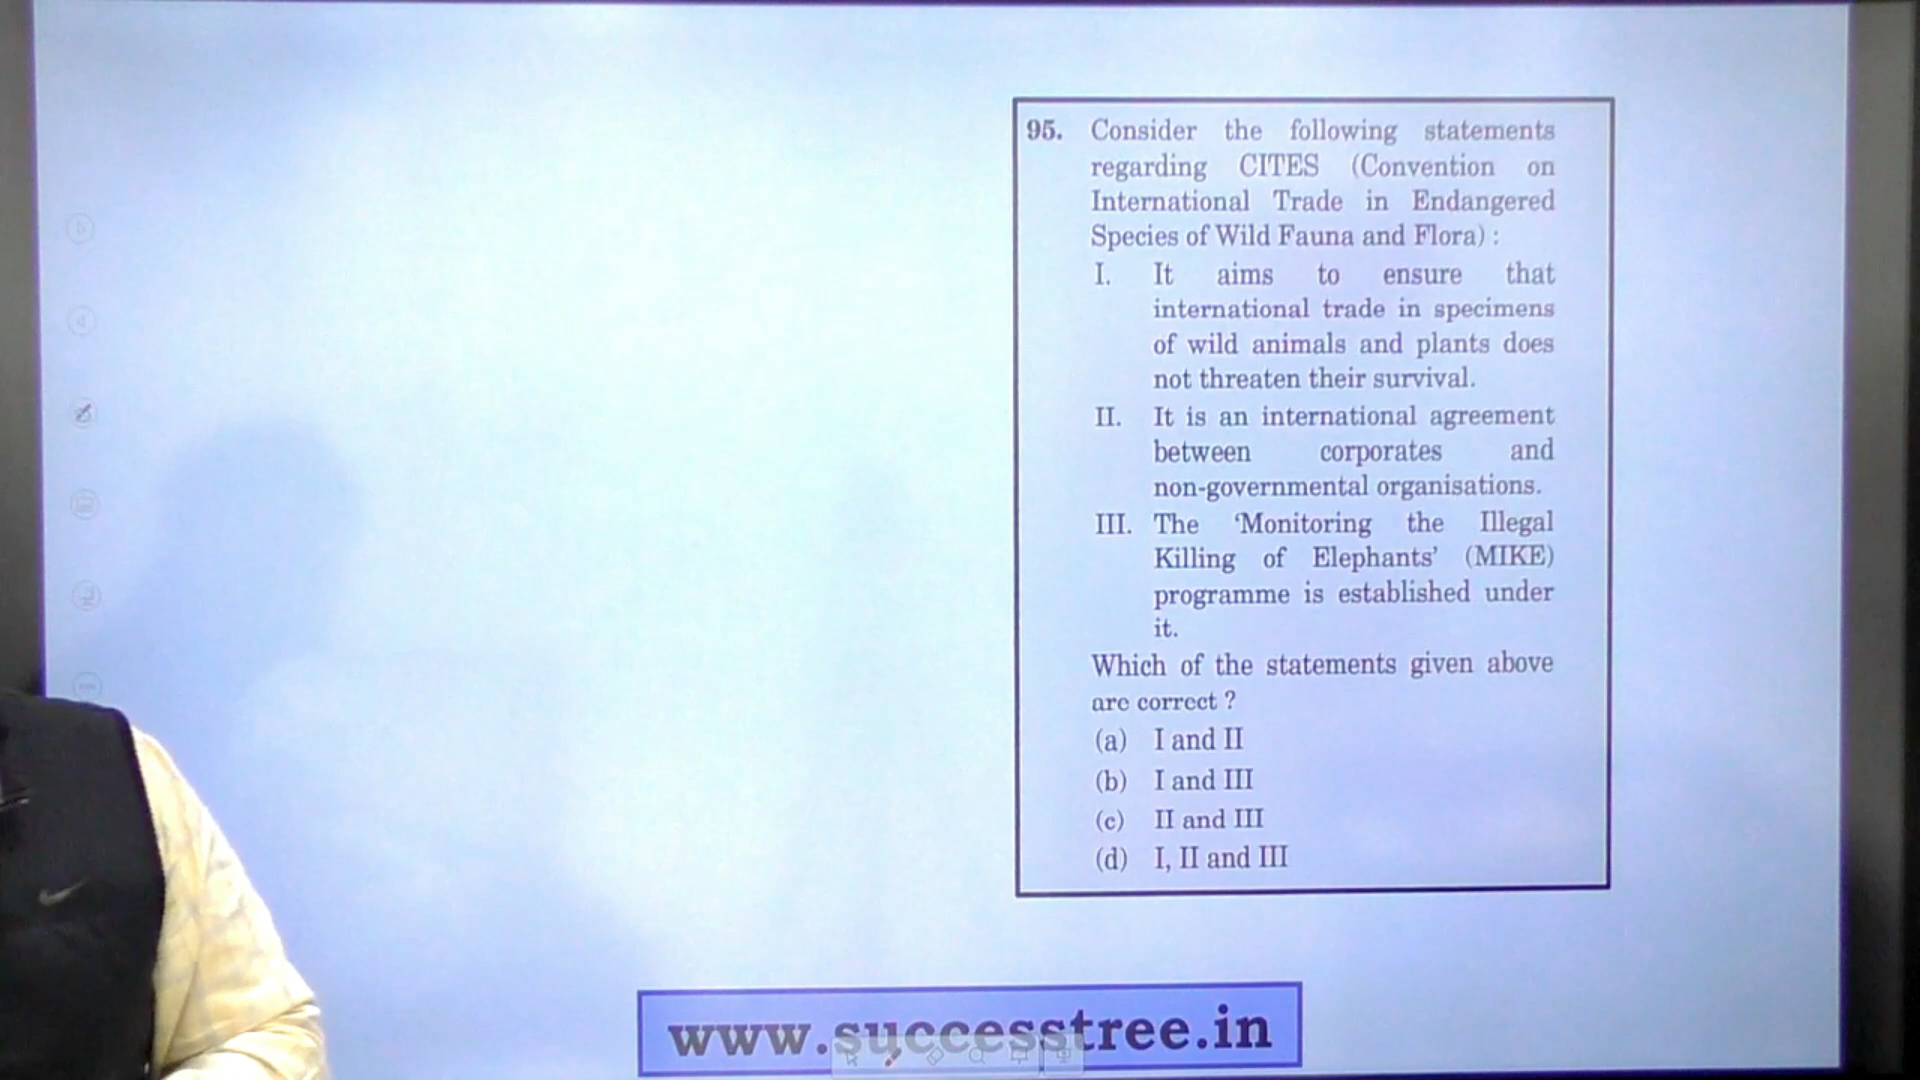 95. Consider the following statements
regarding CITES (Convention on
International Trade in Endangered
Species of Wild Fauna and Flora) :
I. It aims to ensure that
international trade in specimens
of wild animals and plants does
not threaten their survival.
II. It is an international agreement
between corporates and
non-governmental organisations.
III. The ‘Monitoring the Illegal
Killing of Elephants’ (MIKE)
programme is established under
it.
Which of the statements given above
are correct ?
(a) I and II
(b) I and III
(c) II and III
(d) I, II and III
www.successtree.in